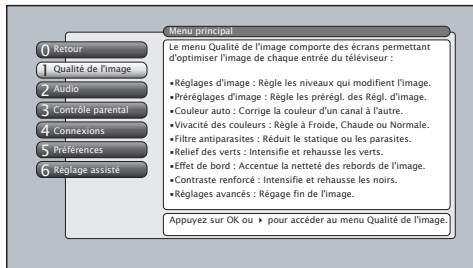 Menu principal
0 Retour
1 Qualité de l'image
2 Audio
3 Contrôle parental
4 Connexions
5 Préférences
6 Réglage assisté
Le menu Qualité de l'image comporte des écrans permettant
d'optimiser l'image de chaque entrée du téléviseur :
▪Réglages d'image : Règle les niveaux qui modifient l'image.
▪Préréglages d'image : Règle les prérégl. des Régl. d'image.
▪Couleur auto : Corrige la couleur d'un canal à l'autre.
▪Vivacité des couleurs : Règle à Froide, Chaude ou Normale.
▪Filtre antiparasites : Réduit le statique ou les parasites.
▪Relief des verts : Intensifie et rehausse les verts.
▪Effet de bord : Accentue la netteté des rebords de l'image.
▪Contraste renforcé : Intensifie et rehausse les noirs.
▪Réglages avancés : Régage fin de l'image.
Appuyez sur OK ou ▸ pour accéder au menu Qualité de l'image.